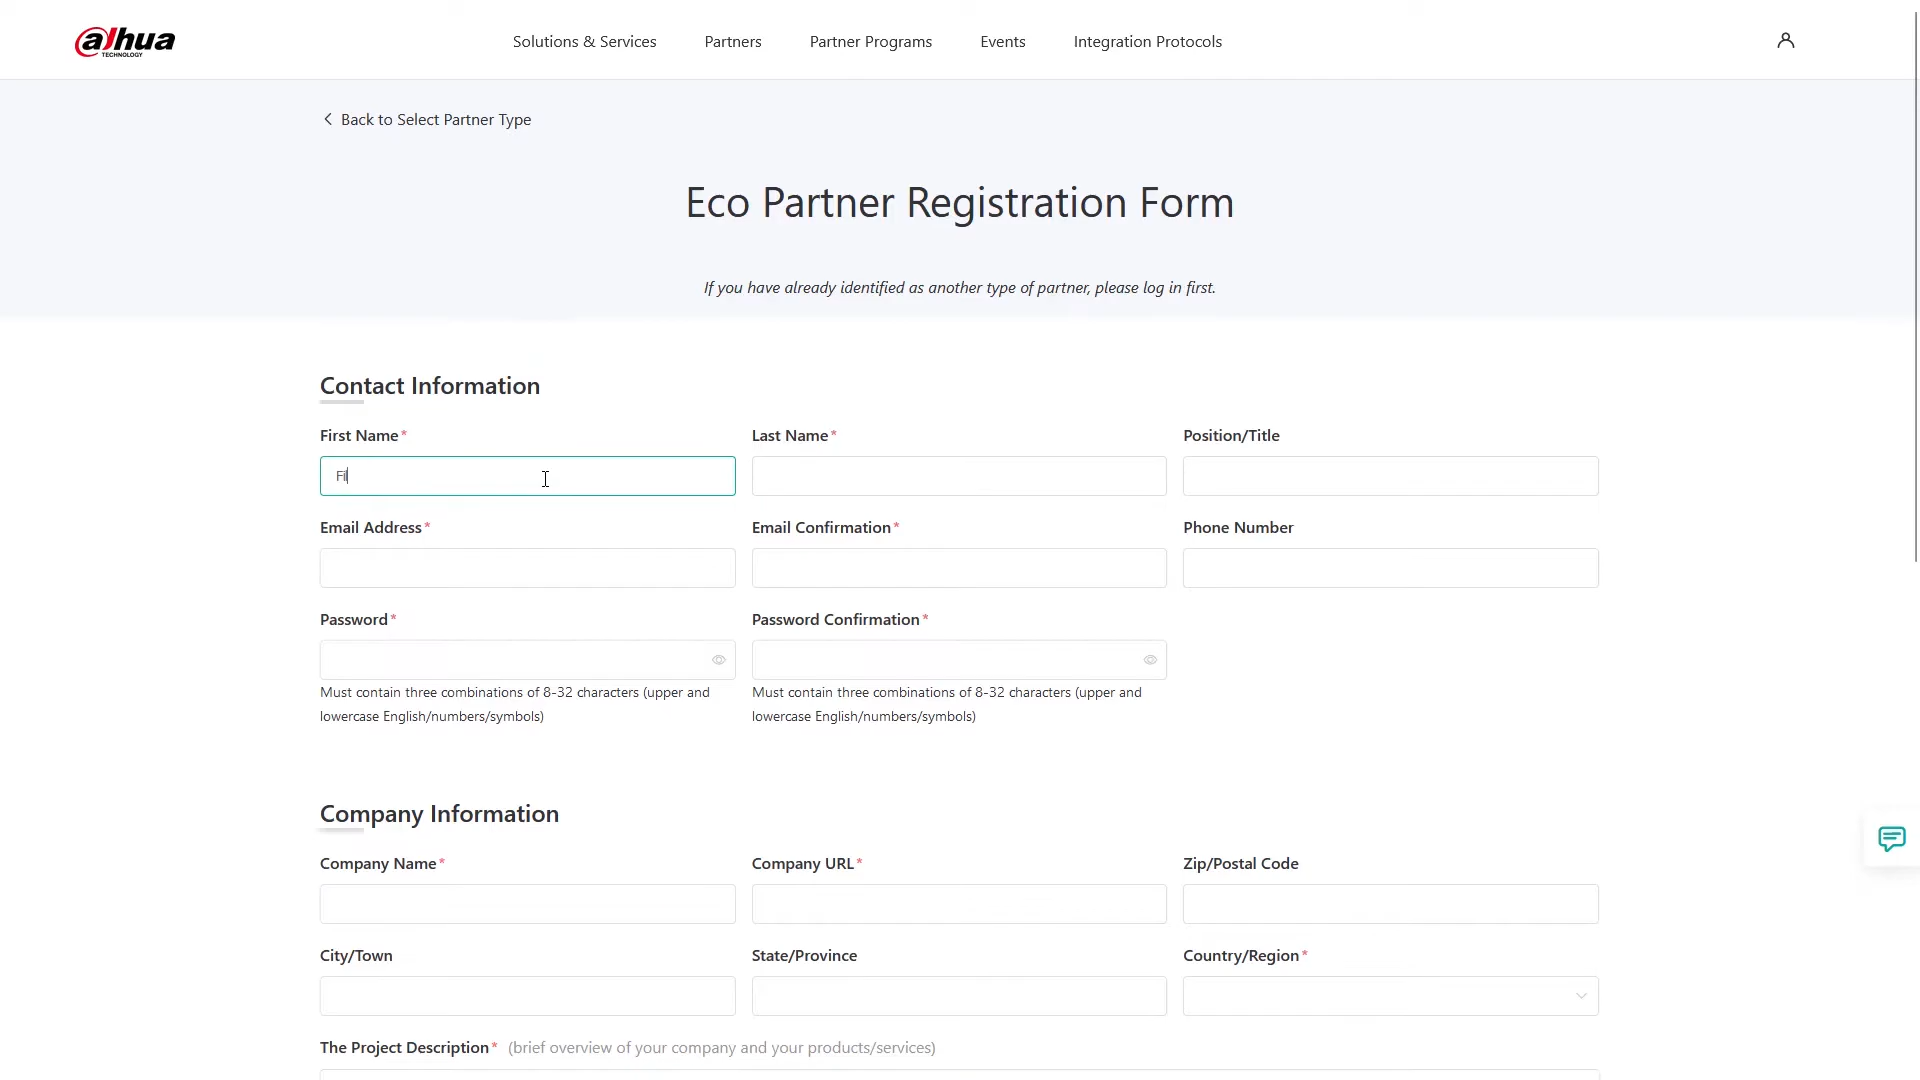 alhua
TECHNOLOGY
Solutions & Services
Partners
Partner Programs
Events
Integration Protocols
Back to Select Partner Type
Eco Partner Registration Form
If you have already identified as another type of partner, please log in first.
Contact Information
First Name*
Last Name*
Position/Title
Fil
Email Address*
Email Confirmation*
Phone Number
Password*
Password Confirmation*
Must contain three combinations of 8-32 characters (upper and
lowercase English/numbers/symbols)
Must contain three combinations of 8-32 characters (upper and
lowercase English/numbers/symbols)
Company Information
Company Name*
Company URL*
Zip/Postal Code
City/Town
State/Province
Country/Region*
The Project Description* (brief overview of your company and your products/services)